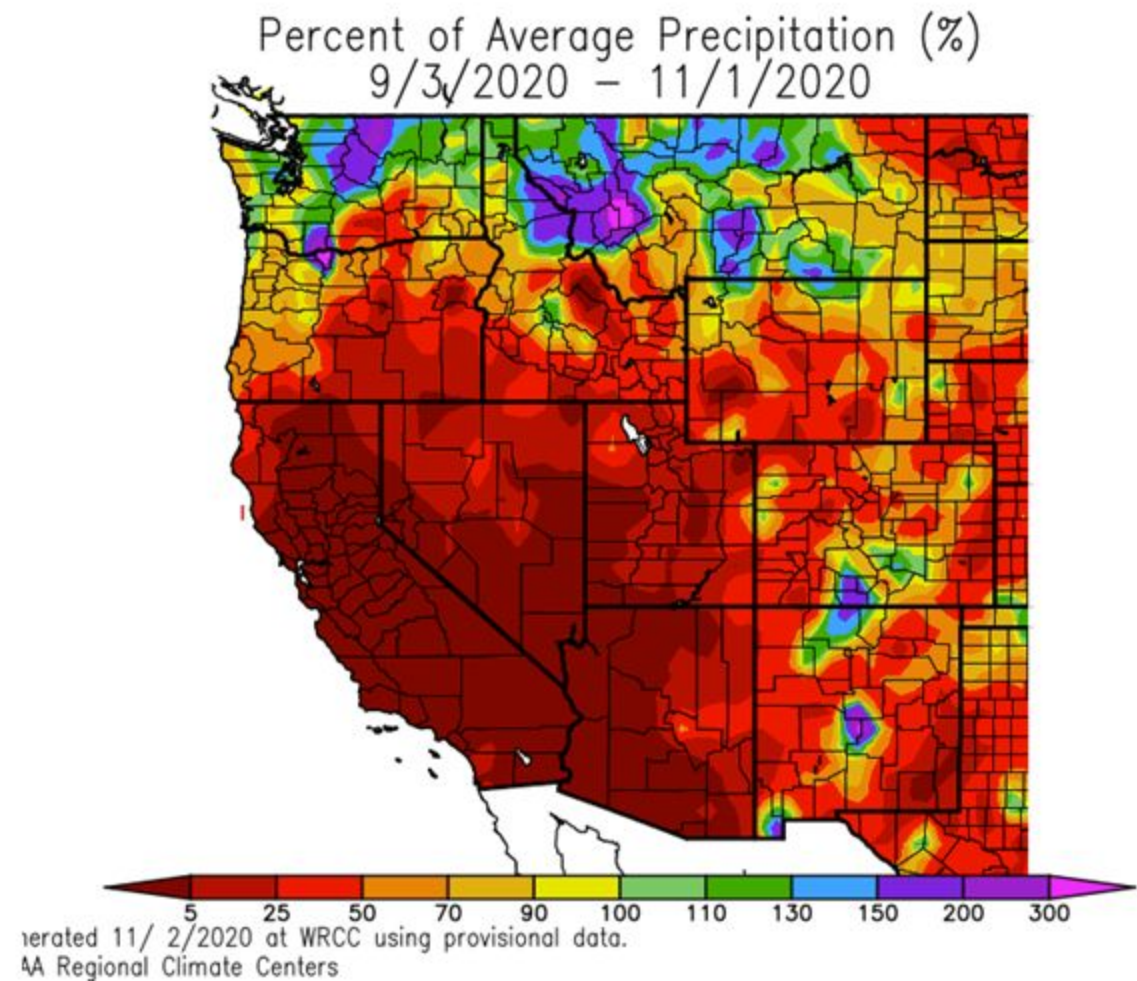 Percent of Average Precipitation (%)
9/3/2020 – 11/1/2020
5 25 50 70 90 100 110 130 150 200 300
nerated 11/ 2/2020 at WRCC using provisional data.
AA Regional Climate Centers